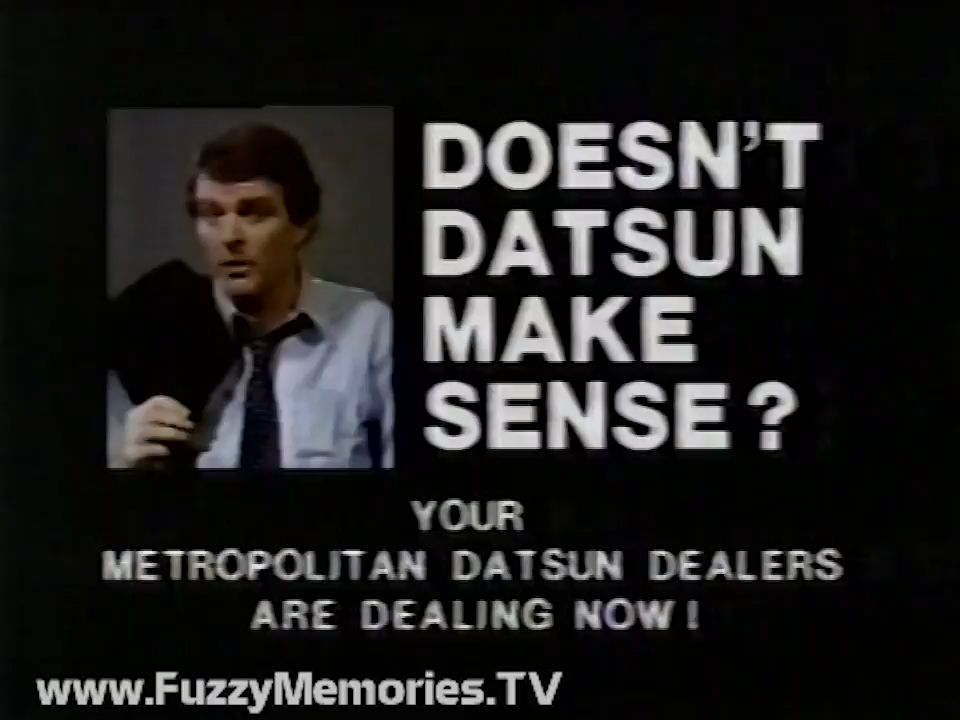 DOESN'T
DATSUN
MAKE
SENSE?
YOUR
METROPOLITAN DATSUN DEALERS
ARE DEALING NOW!
www.FuzzyMemories.TV